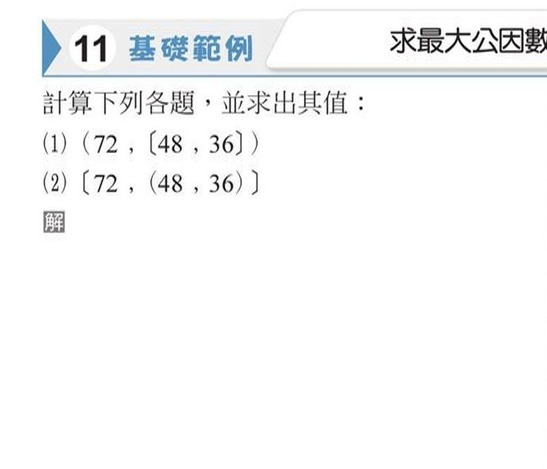 11 基礎範例 求最大公因數
計算下列各題，並求出其值：
⑴（72，〔48，36〕）
⑵〔72，（48，36）〕
解